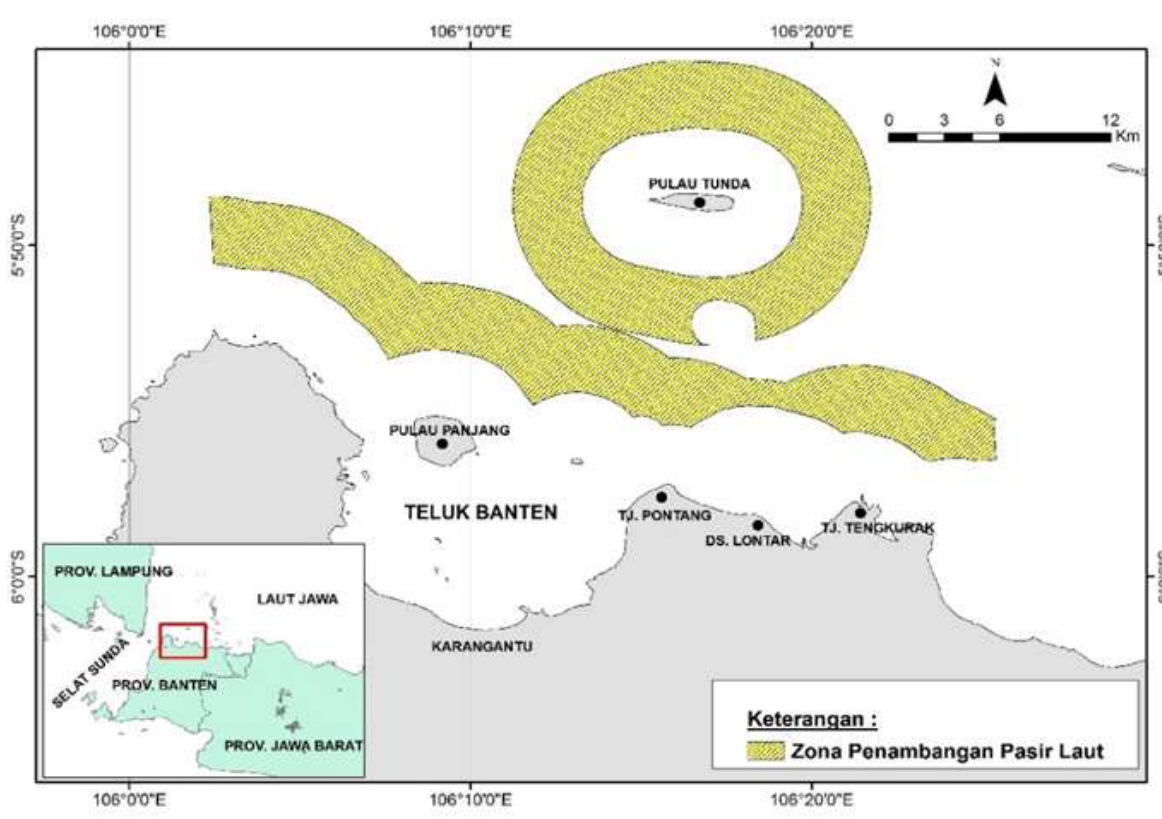 106°0'0"E
106°10'0"E
106°20'0"E
N
0 3 6 12
Km
PULAU TUNDA
5°50'0"S
PULAU PANJANG
TELUK BANTEN
TJ. PONTANG
DS. LONTAR
TJ. TENGKURAK
6°0'0"S
KARANGANTU
PROV. LAMPUNG
LAUT JAWA
SELAT SUNDA
PROV. BANTEN
PROV. JAWA BARAT
Keterangan :
Zona Penambangan Pasir Laut
106°0'0"E
106°10'0"E
106°20'0"E